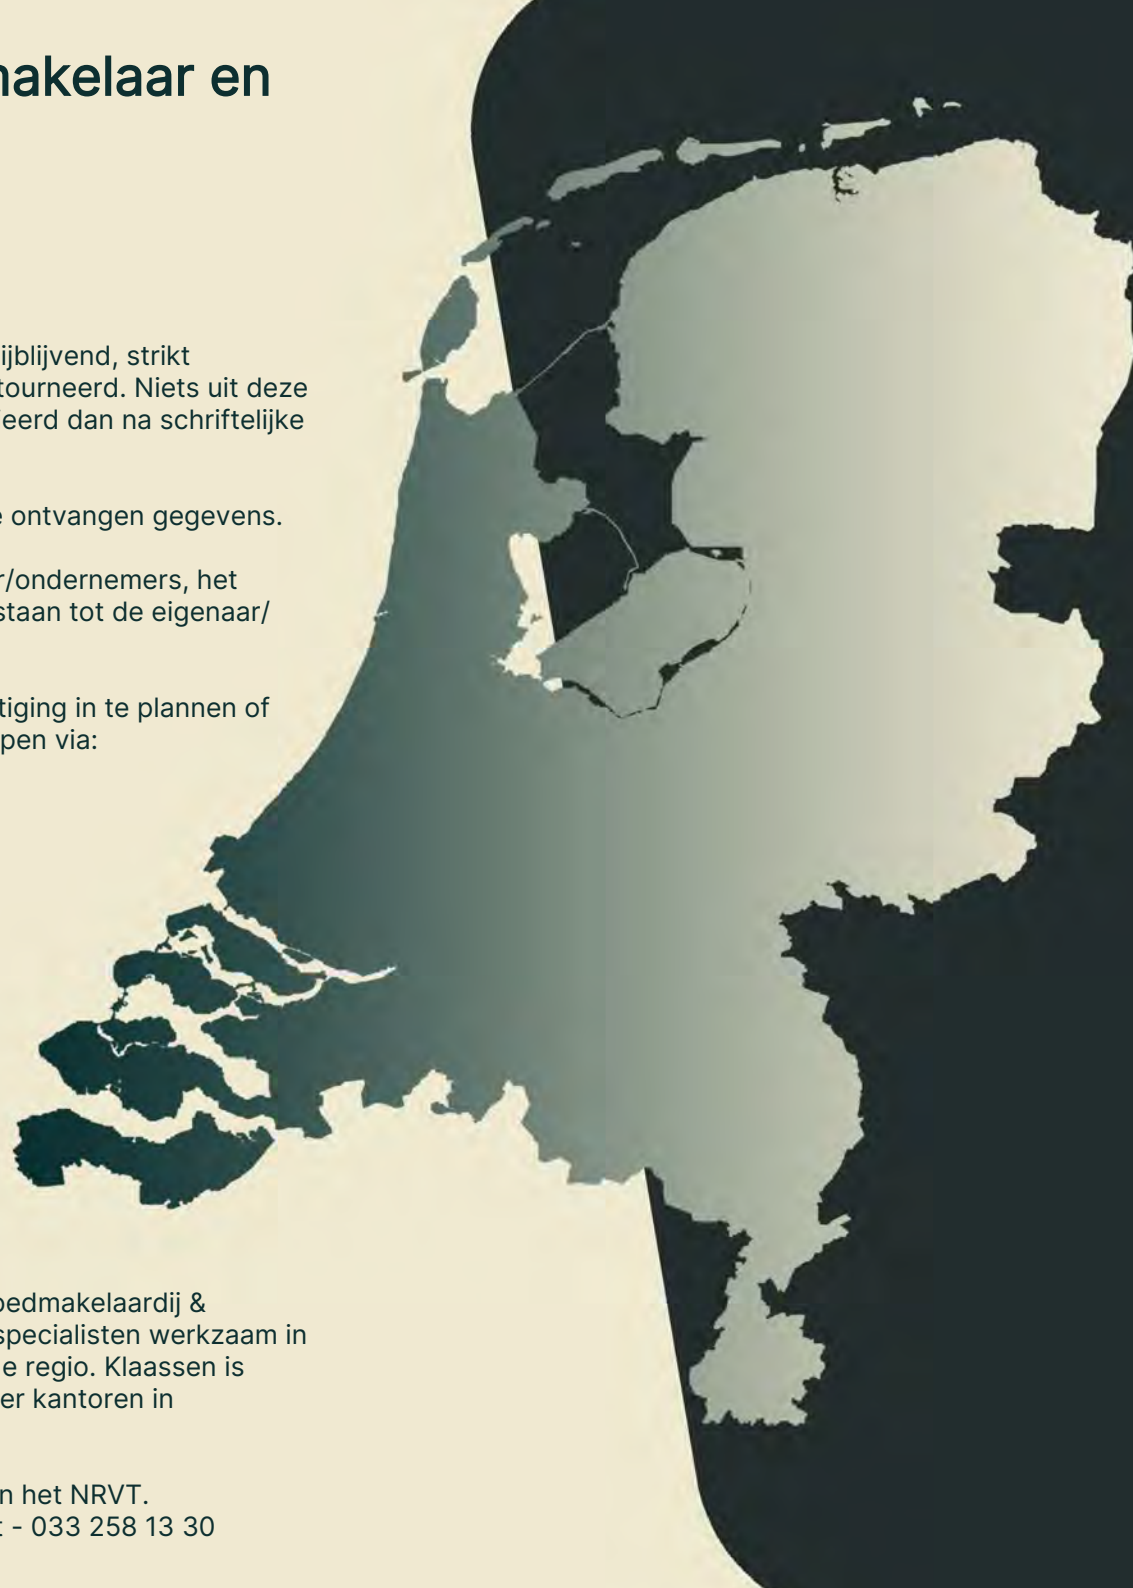 nakelaar en
ijblijvend, strikt
tourneerd. Niets uit deze
eerd dan na schriftelijke
e ontvangen gegevens.
r/ondernemers, het
staan tot de eigenaar/
tiging in te plannen of
pen via:
oedmakelaardij &
specialisten werkzaam in
e regio. Klaassen is
er kantoren in
n het NRVT.
t - 033 258 13 30